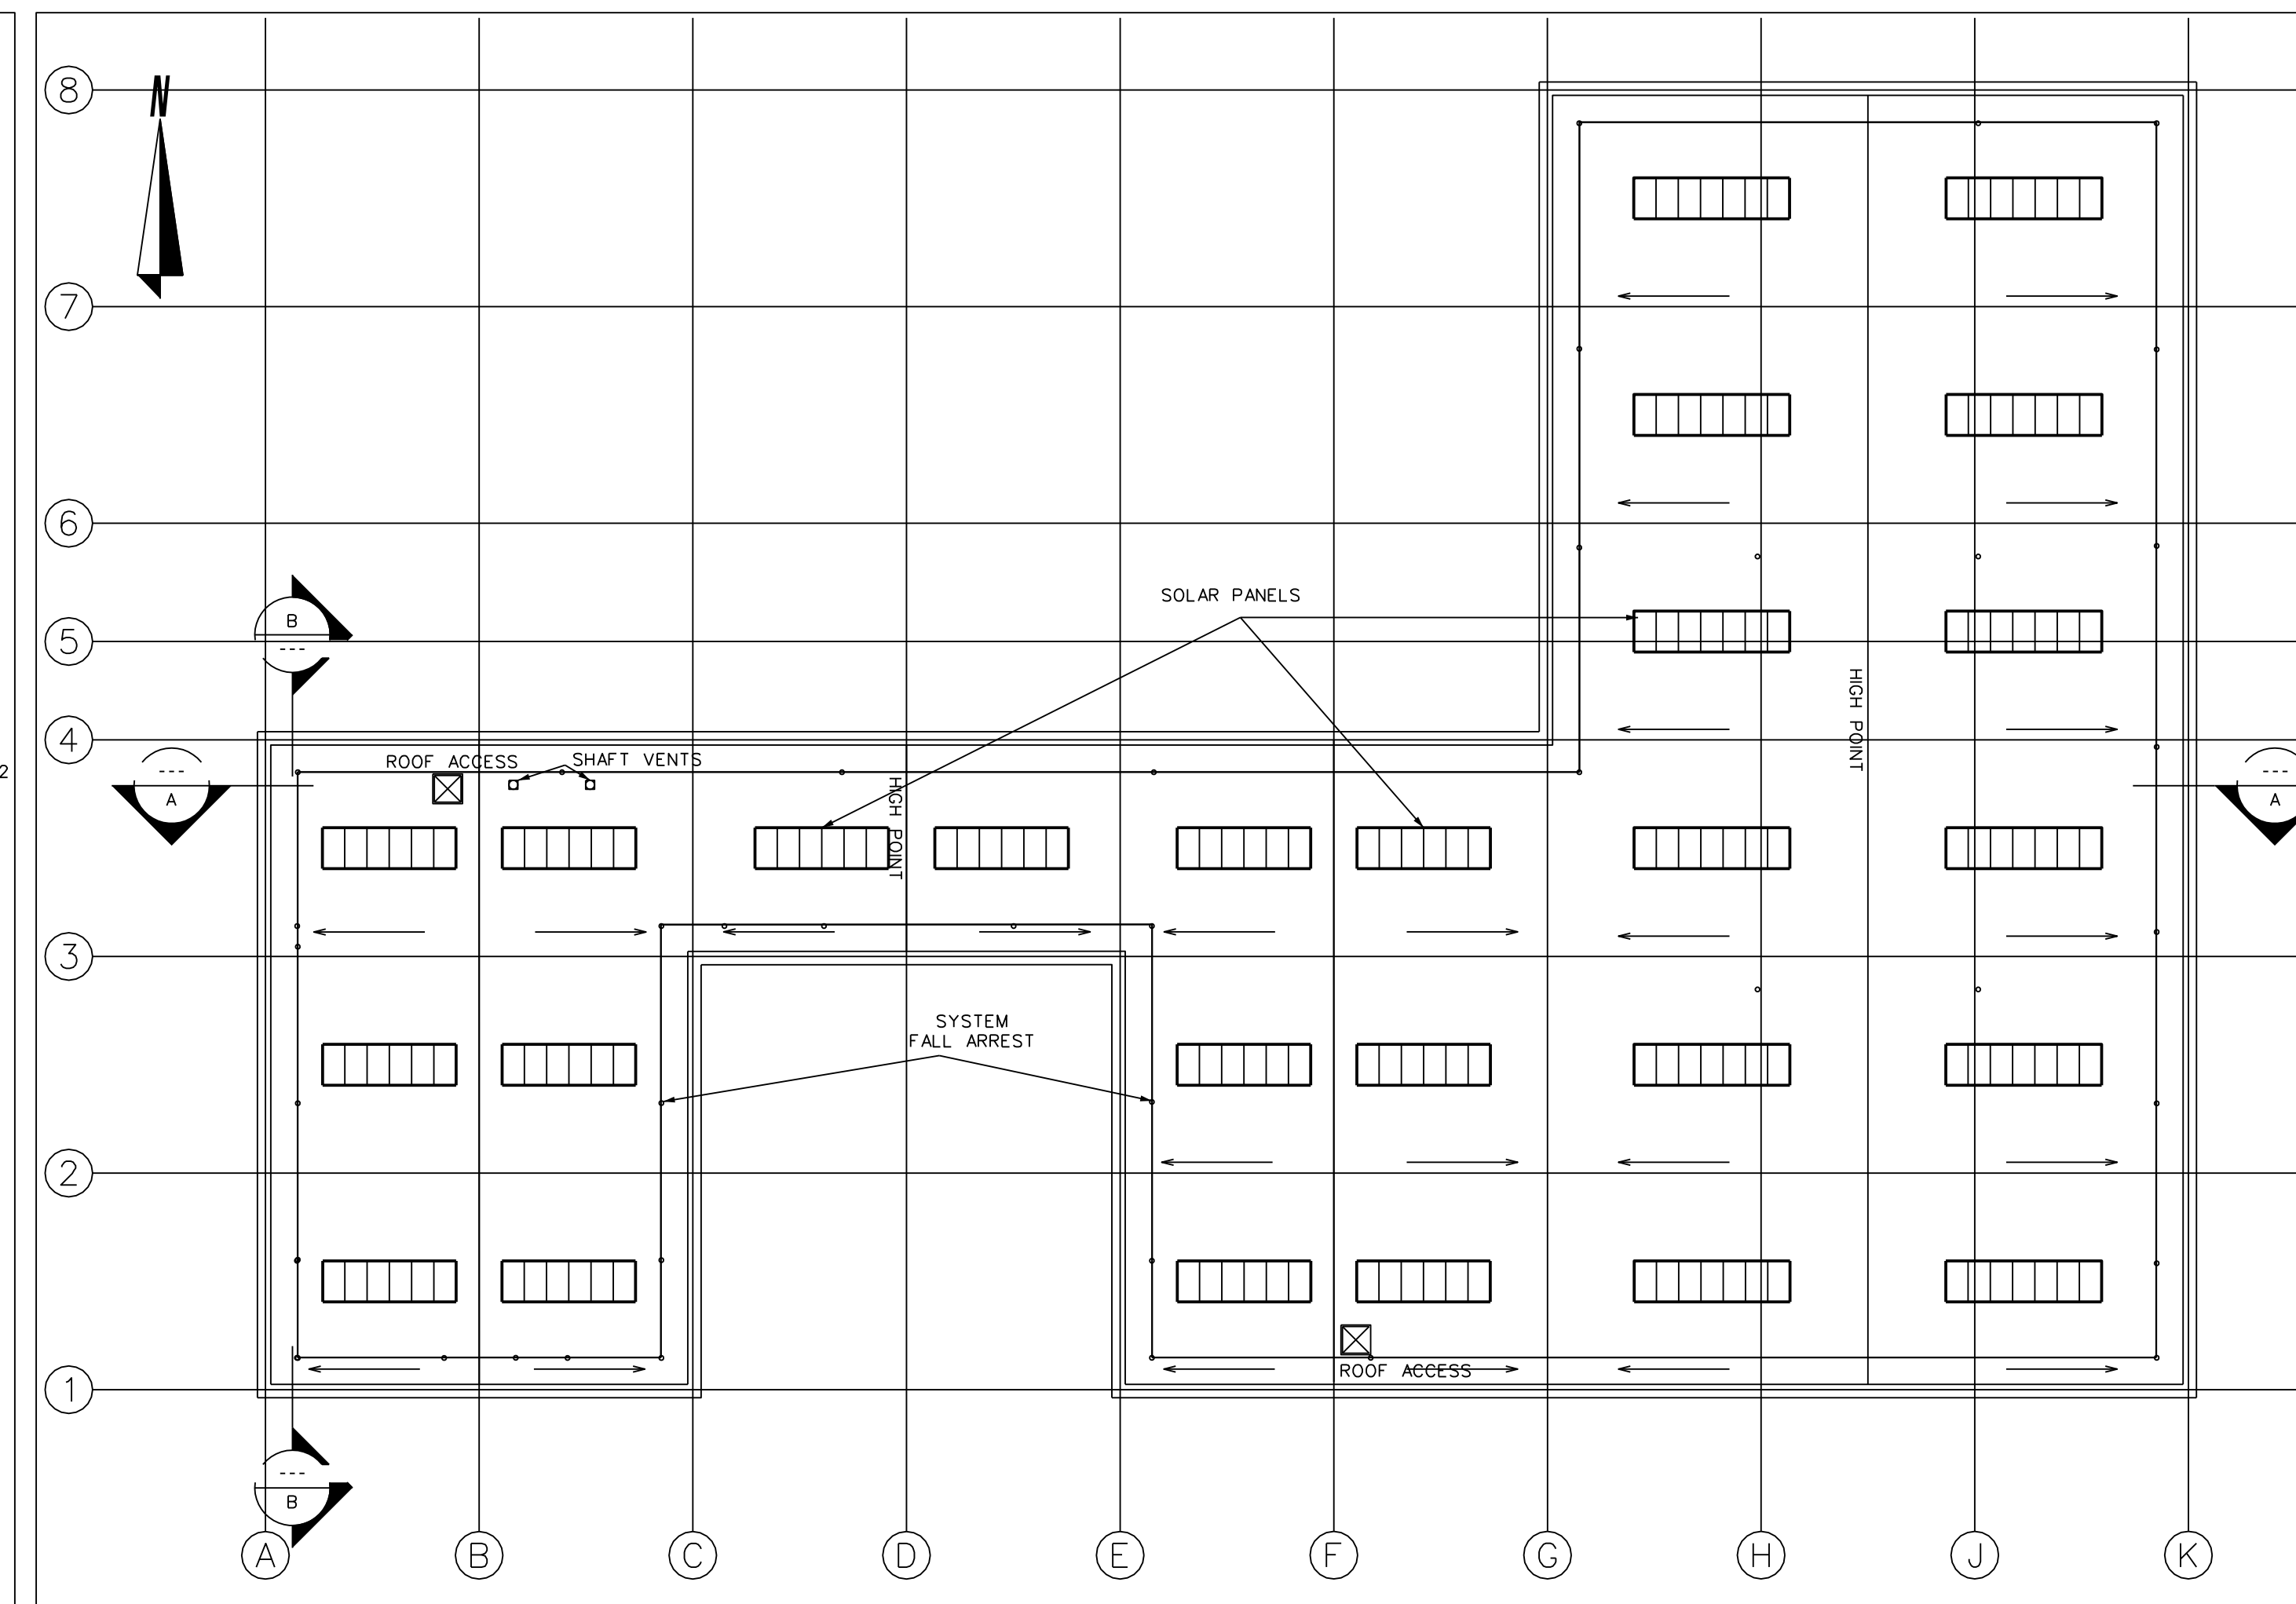 8
N
7
6
SOLAR PANELS
B
---
5
HIGH POINT
4
ROOF ACCESS
SHAFT VENTS
2
---
A
---
A
HIGH POINT
3
SYSTEM
FALL ARREST
2
ROOF ACCESS
1
---
B
A
B
C
D
E
F
G
H
J
K